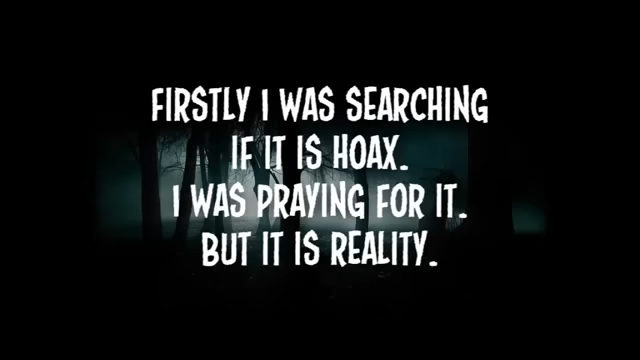 FIRSTLY I WAS SEARCHING
IF IT IS HOAX.
I WAS PRAYING FOR IT.
BUT IT IS REALITY.